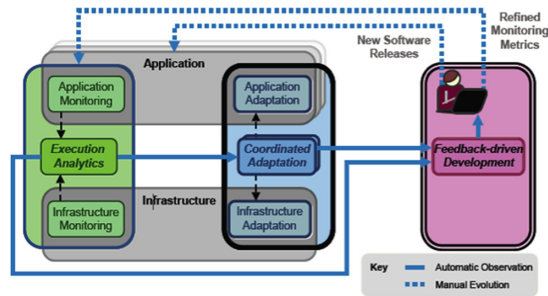 Refined
Monitoring
Metrics
New Software
Releases
Application
Application
Monitoring
Application
Adaptation
Execution
Analytics
Coordinated
Adaptation
Feedback-driven
Development
Infrastructure
Infrastructure
Monitoring
Infrastructure
Adaptation
Key
Automatic Observation
Manual Evolution